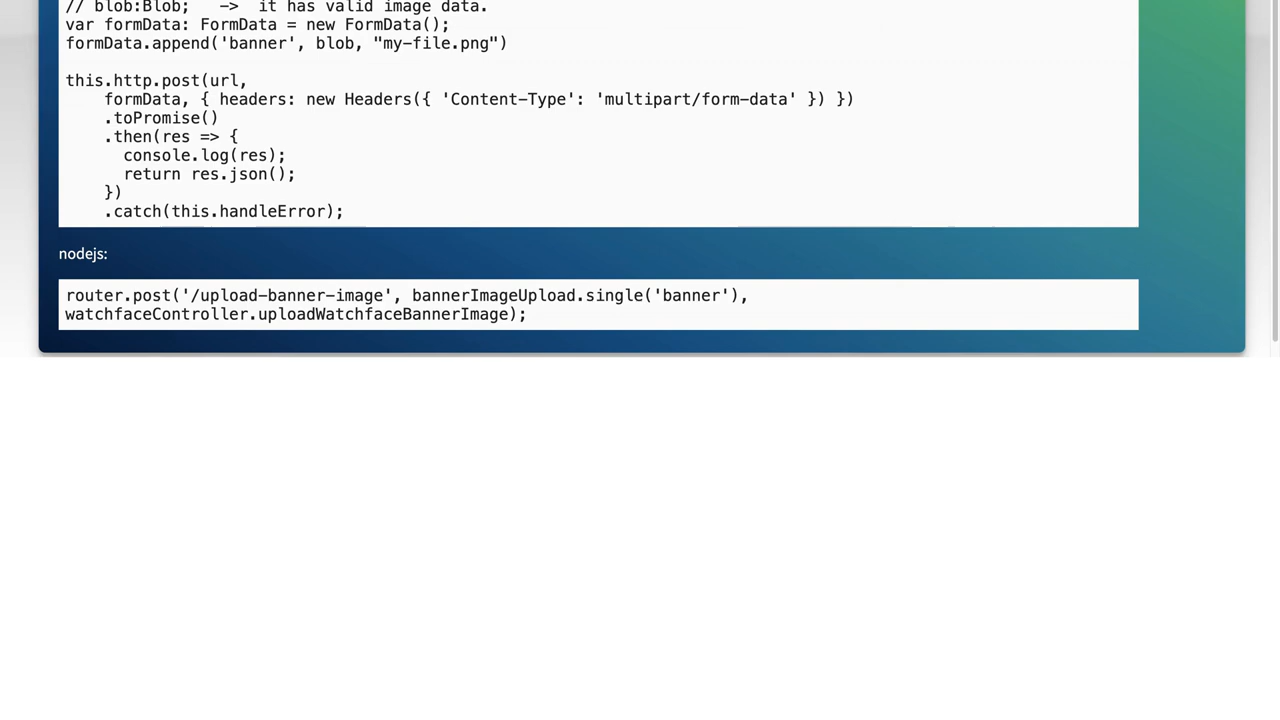 // blob:Blob;   ->  it has valid image data.
var formData: FormData = new FormData();
formData.append('banner', blob, "my-file.png")
this.http.post(url,
    formData, { headers: new Headers({ 'Content-Type': 'multipart/form-data' }) })
    .toPromise()
    .then(res => {
      console.log(res);
      return res.json();
    })
    .catch(this.handleError);
nodejs:
router.post('/upload-banner-image', bannerImageUpload.single('banner'),
watchfaceController.uploadWatchfaceBannerImage);